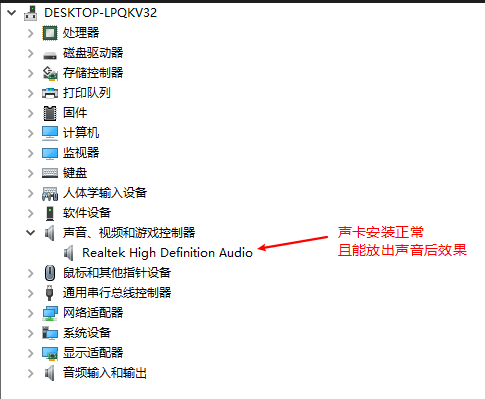 DESKTOP-LPQKV32
处理器
磁盘驱动器
存储控制器
打印队列
固件
计算机
监视器
键盘
人体学输入设备
软件设备
声音、视频和游戏控制器
Realtek High Definition Audio
声卡安装正常
且能放出声音后效果
鼠标和其他指针设备
通用串行总线控制器
网络适配器
系统设备
显示适配器
音频输入和输出